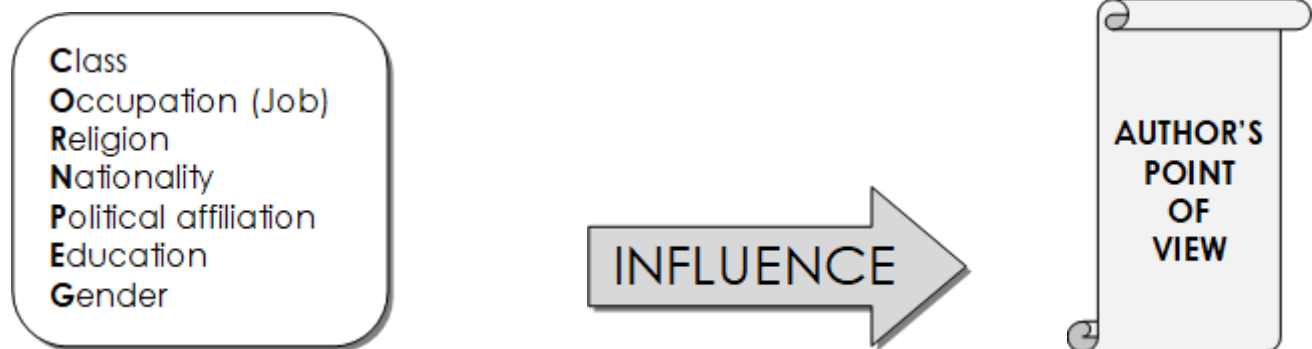 Class
Occupation (Job)
Religion
Nationality
Political affiliation
Education
Gender
INFLUENCE
AUTHOR'S
POINT
OF
VIEW